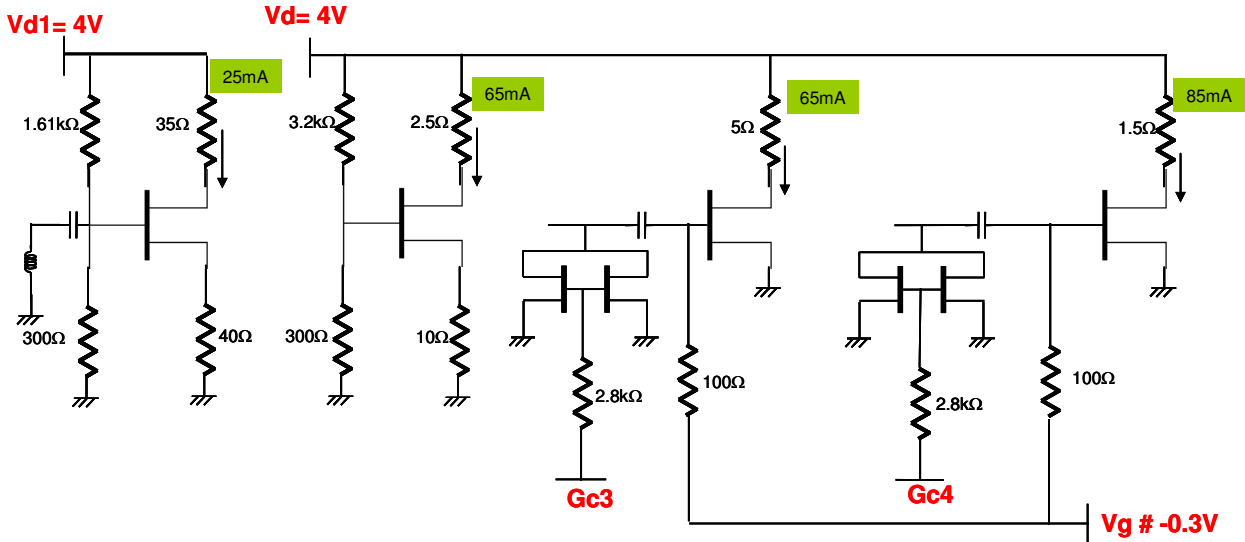 Vd1= 4V
Vd= 4V
25mA
65mA
65mA
85mA
1.61kΩ
35Ω
3.2kΩ
2.5Ω
5Ω
1.5Ω
300Ω
40Ω
300Ω
10Ω
2.8kΩ
100Ω
2.8kΩ
100Ω
Gc3
Gc4
Vg # -0.3V